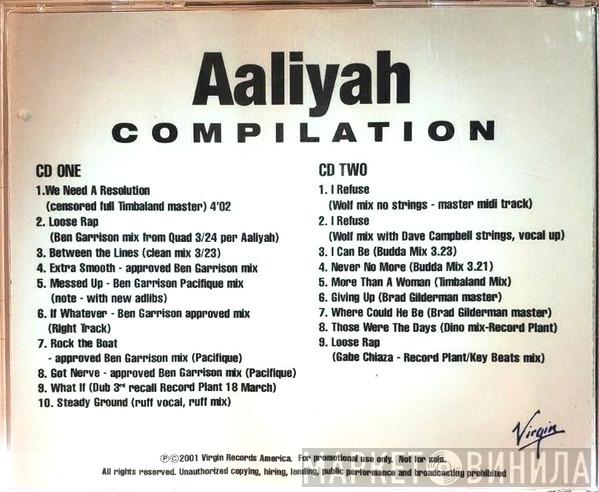 Aaliyah
COMPILATION
CD ONE
1.We Need A Resolution
(censored full Timbaland master) 4'02
2. Loose Rap
(Ben Garrison mix from Quad 3/24 per Aaliyah)
3. Between the Lines (clean mix 3/23)
4. Extra Smooth - approved Ben Garrison mix
5. Messed Up - Ben Garrison Pacifique mix
(note - with new adlibs)
6. If Whatever - Ben Garrison approved mix
(Right Track)
7. Rock the Boat
- approved Ben Garrison mix (Pacifique)
8. Got Nerve - approved Ben Garrison mix (Pacifique)
9. What If (Dub 3rd recall Record Plant 18 March)
10. Steady Ground (ruff vocal, ruff mix)
CD TWO
1. I Refuse
(Wolf mix no strings - master midi track)
2. I Refuse
(Wolf mix with Dave Campbell strings, vocal up)
3. I Can Be (Budda Mix 3.23)
4. Never No More (Budda Mix 3.21)
5. More Than A Woman (Timbaland Mix)
6. Giving Up (Brad Gilderman master)
7. Where Could He Be (Brad Gilderman master)
8. Those Were The Days (Dino mix-Record Plant)
9. Loose Rap
(Gabe Chiaza - Record Plant/Key Beats mix)
Virgin
℗©2001 Virgin Records America. For promotional use only. Not for sale.
All rights reserved. Unauthorized copying, hiring, lending, public performance and broadcasting prohibited
МАРКЕТ ВИНИЛА